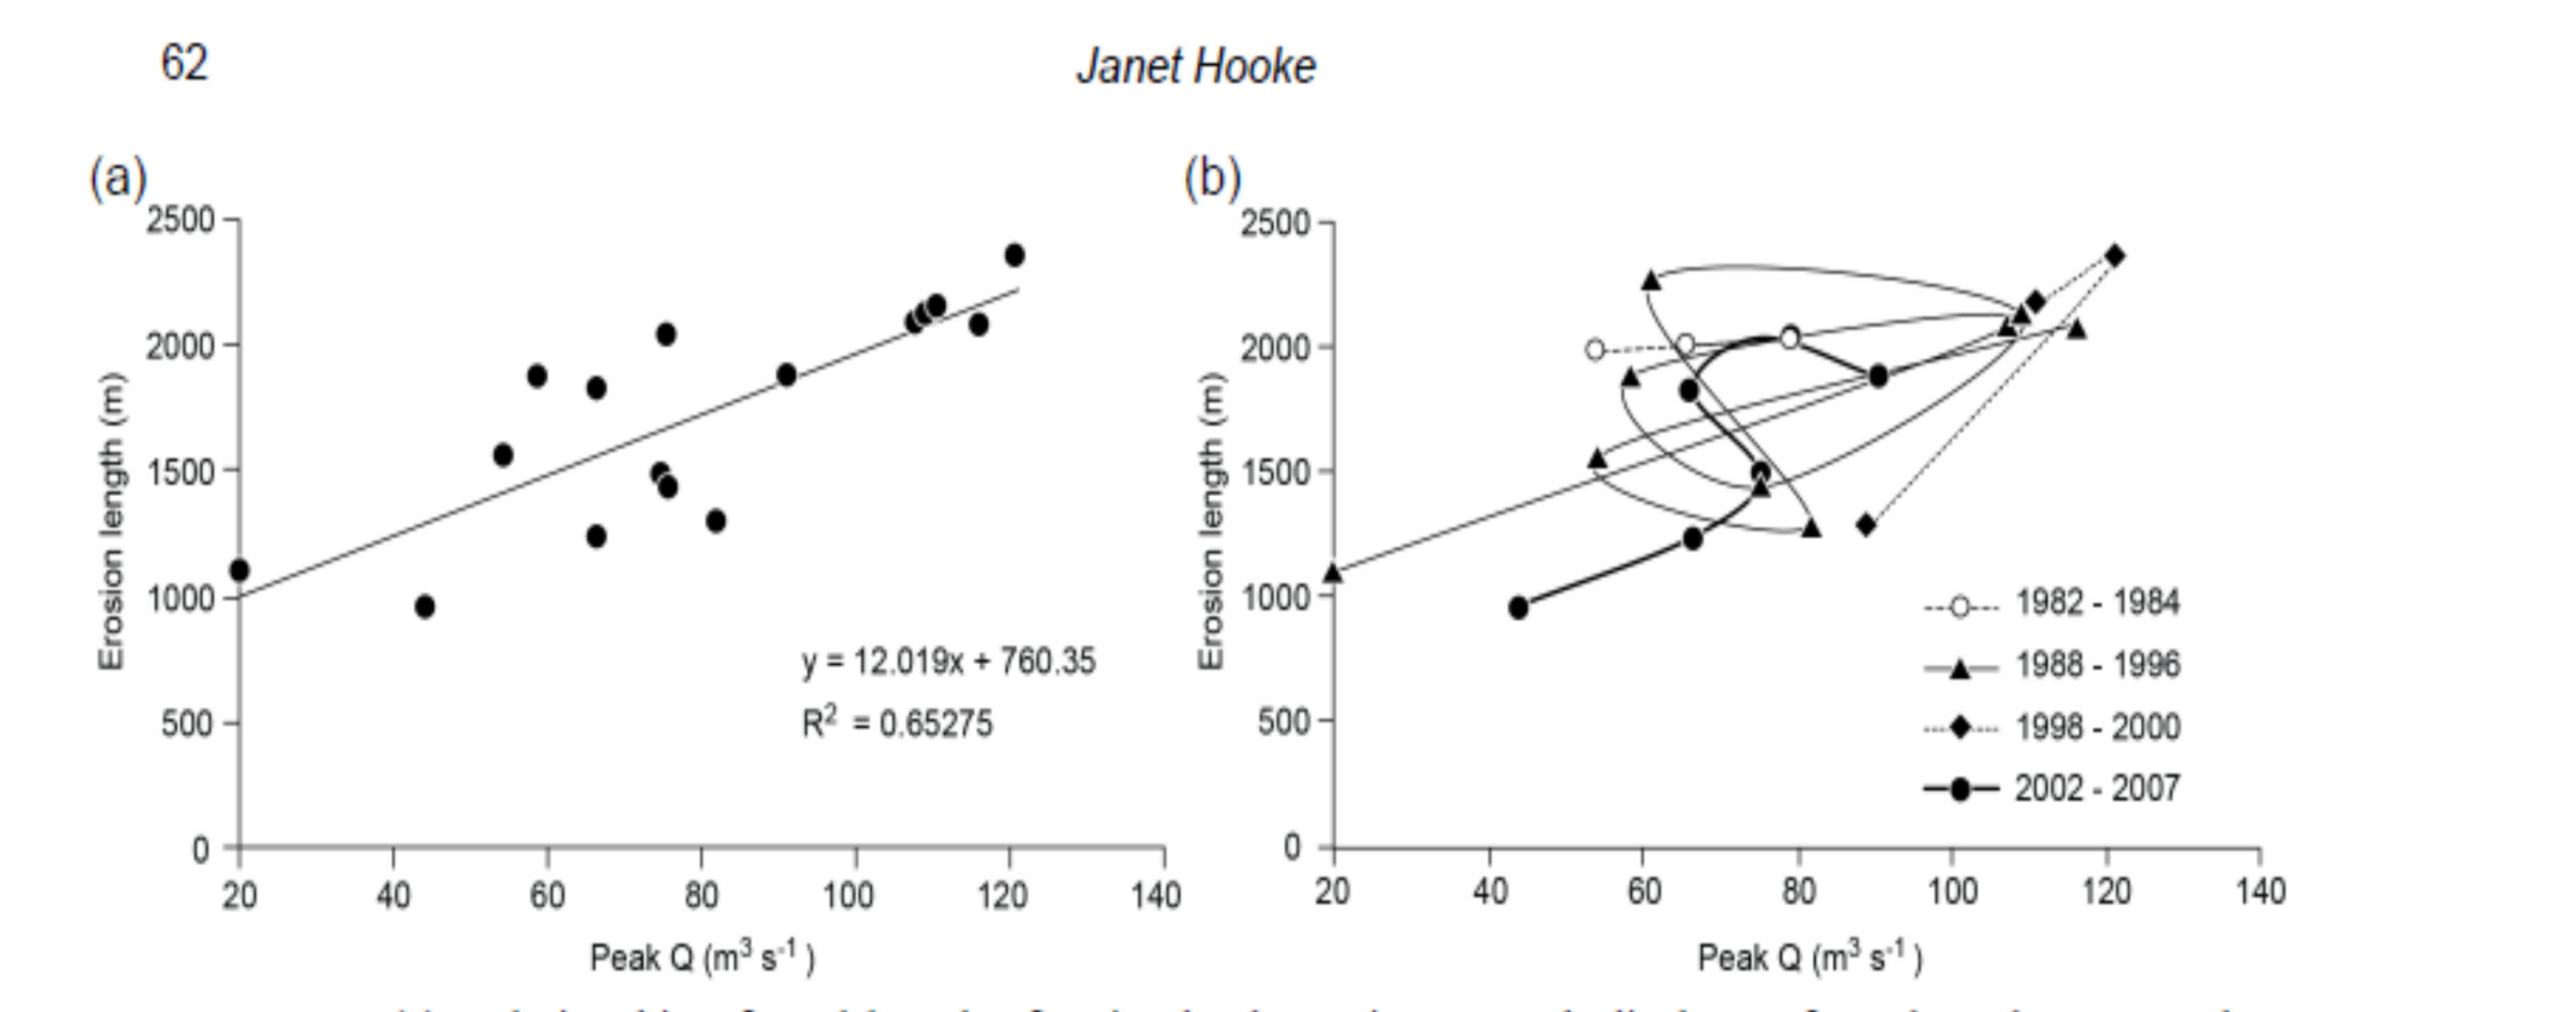 62
Janet Hooke
(a)
2500
2000
1500
1000
500
0
Erosion length (m)
20 40 60 80 100 120 140
Peak Q (m³ s⁻¹ )
y = 12.019x + 760.35
R² = 0.65275
(b)
2500
2000
1500
1000
500
0
Erosion length (m)
20 40 60 80 100 120 140
Peak Q (m³ s⁻¹ )
1982 - 1984
1988 - 1996
1998 - 2000
2002 - 2007